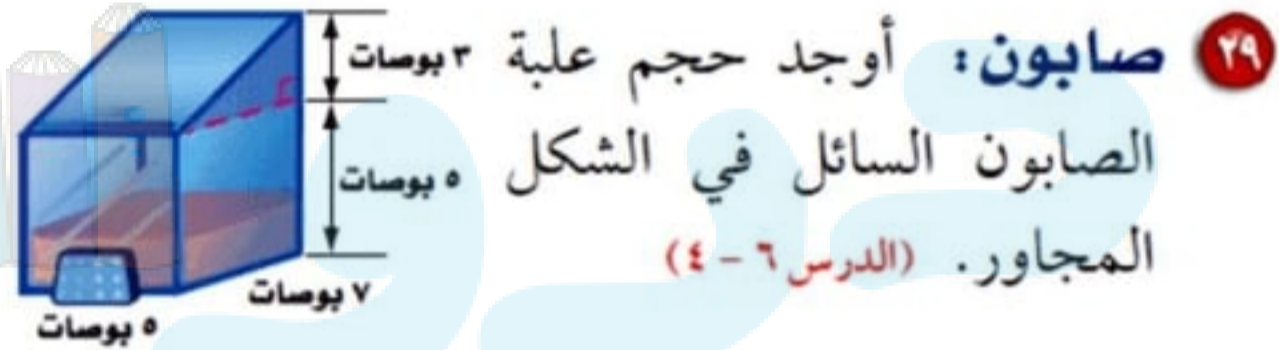 ٢٩ صابون: أوجد حجم علبة
الصابون السائل في الشكل
المجاور. (الدرس ٦ - ٤)
٣ بوصات
٥ بوصات
٧ بوصات
٥ بوصات